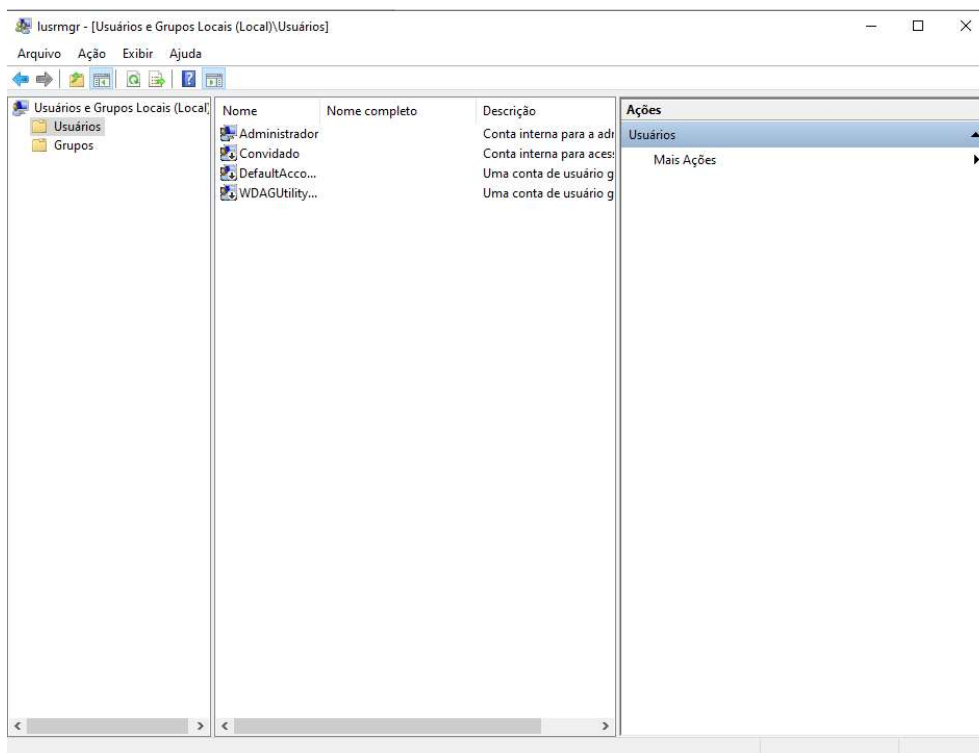 lusrmgr - [Usuários e Grupos Locais (Local)\Usuários]
Arquivo Ação Exibir Ajuda
Usuários e Grupos Locais (Local)
Usuários
Grupos
Nome Nome completo Descrição
Administrador Conta interna para a adr
Convidado Conta interna para aces
DefaultAcco... Uma conta de usuário g
WDAGUtility... Uma conta de usuário g
Ações
Usuários
Mais Ações